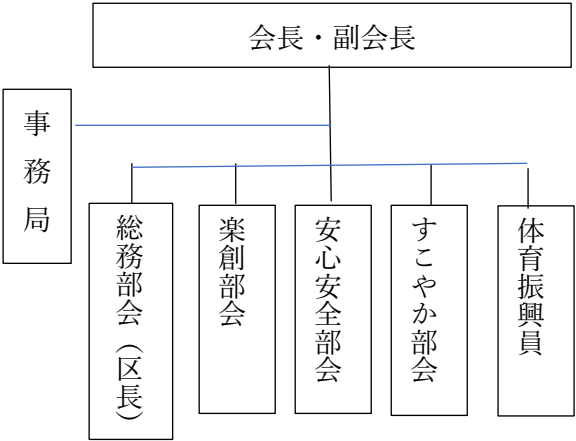 会長・副会長
事務局
総務部会（区長）
楽創部会
安心安全部会
すこやか部会
体育振興員